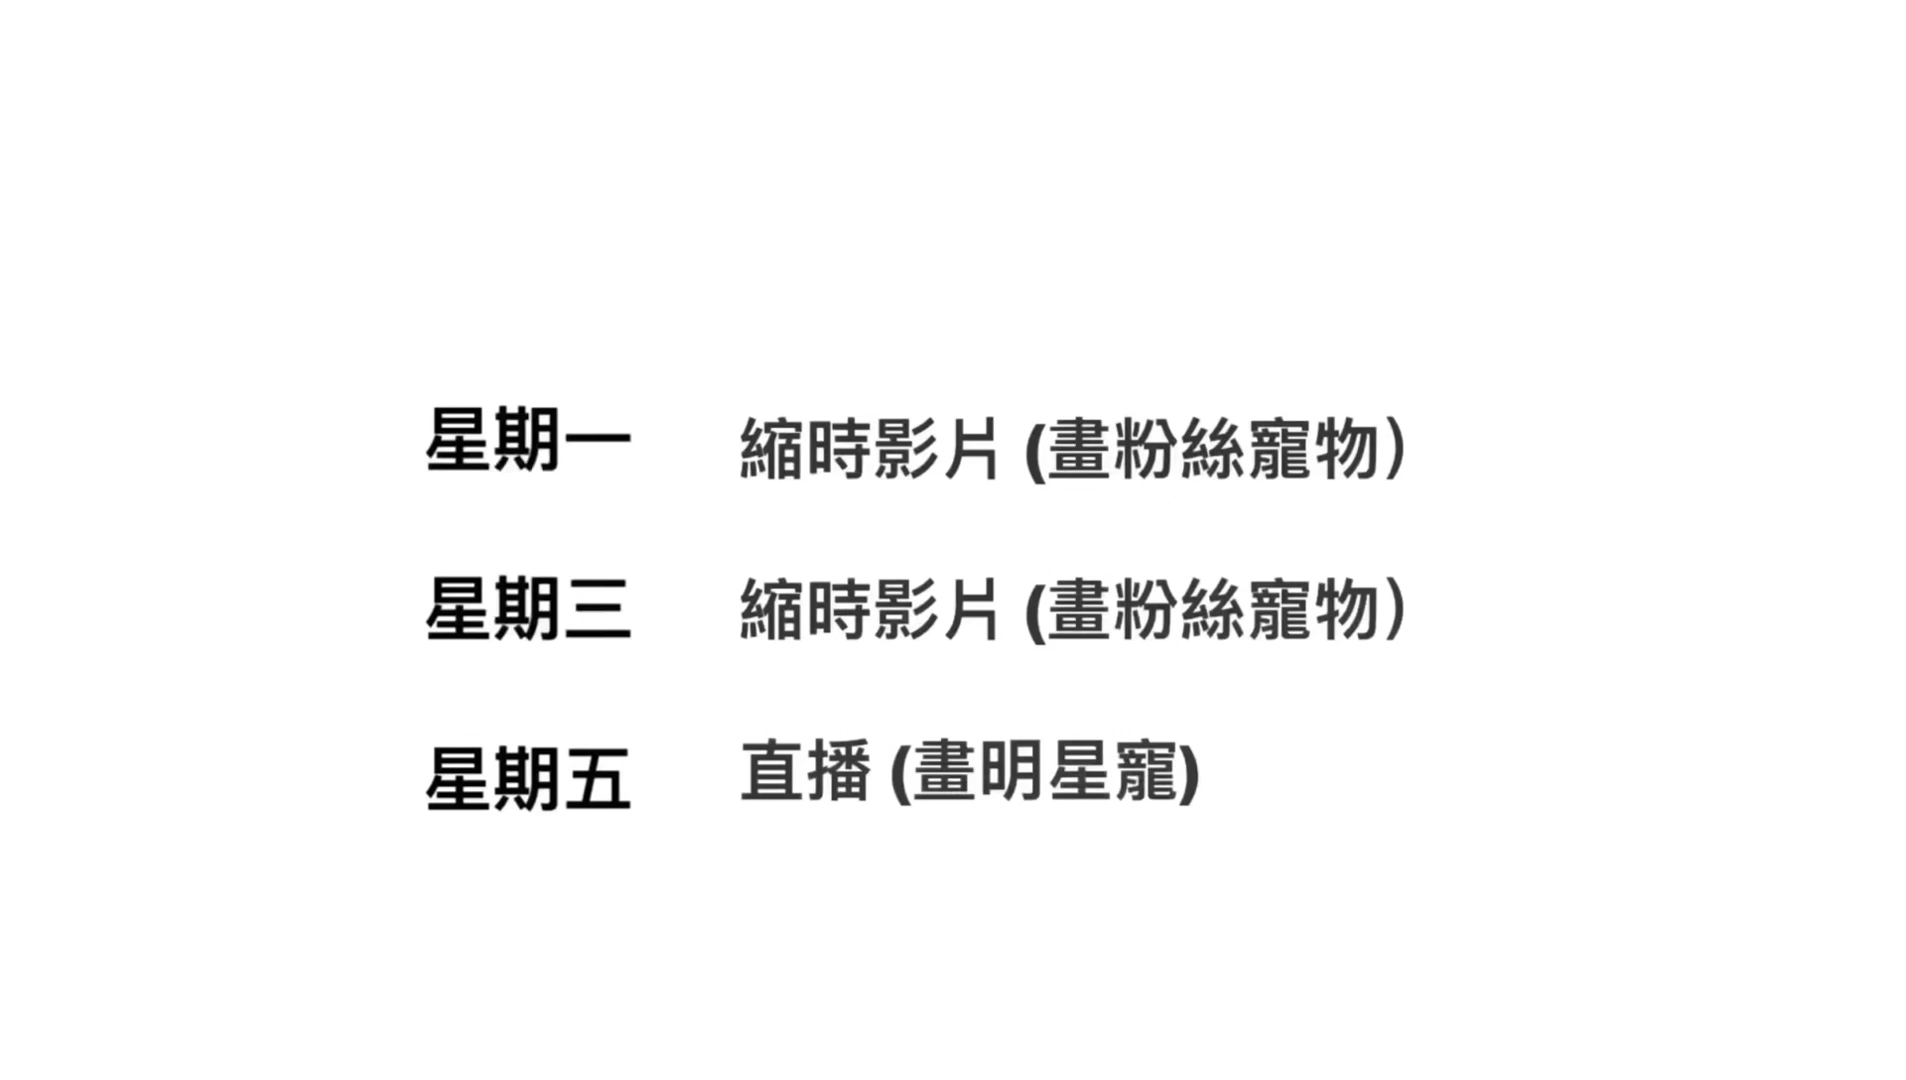 星期一 縮時影片 (畫粉絲寵物）
星期三 縮時影片 (畫粉絲寵物）
星期五 直播 (畫明星寵)